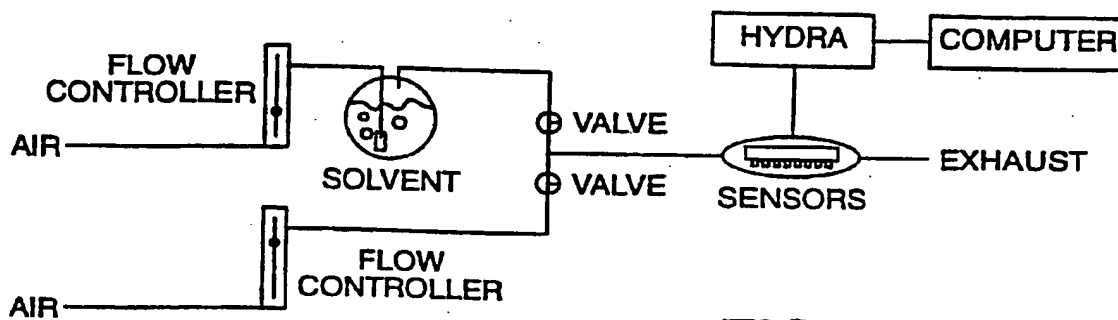 HYDRA
COMPUTER
FLOW
CONTROLLER
AIR
SOLVENT
VALVE
VALVE
SENSORS
EXHAUST
FLOW
CONTROLLER
AIR